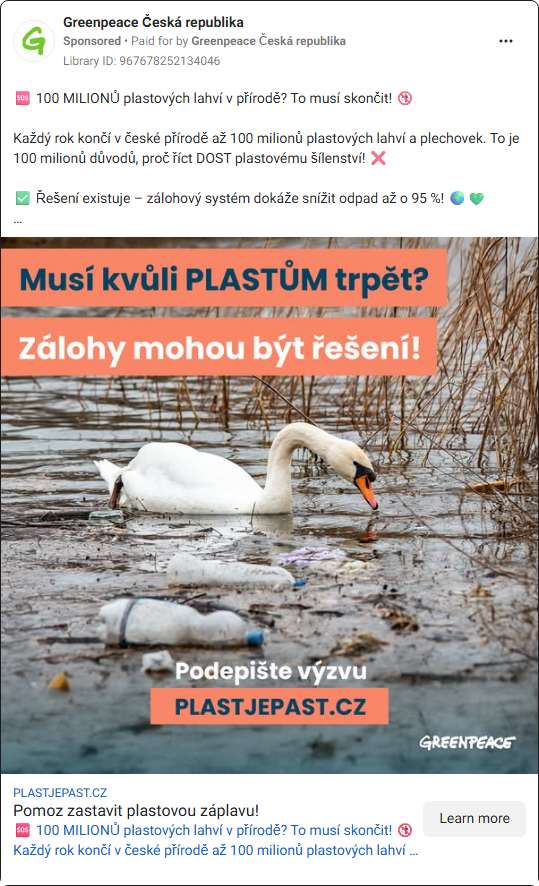 Greenpeace Česká republika
Sponsored • Paid for by Greenpeace Česká republika
Library ID: 967678252134046
🆘 100 MILIONŮ plastových lahví v přírodě? To musí skončit! 🚯
Každý rok končí v české přírodě až 100 milionů plastových lahví a plechovek. To je
100 milionů důvodů, proč říct DOST plastovému šílenství! ❌
✅ Řešení existuje – zálohový systém dokáže snížit odpad až o 95 %! 🌍 💚
...
Musí kvůli PLASTŮM trpět?
Zálohy mohou být řešení!
Podepište výzvu
PLASTJEPAST.CZ
GREENPEACE
PLASTJEPAST.CZ
Pomoz zastavit plastovou záplavu!
🆘 100 MILIONŮ plastových lahví v přírodě? To musí skončit! 🚯
Každý rok končí v české přírodě až 100 milionů plastových lahví ...
Learn more